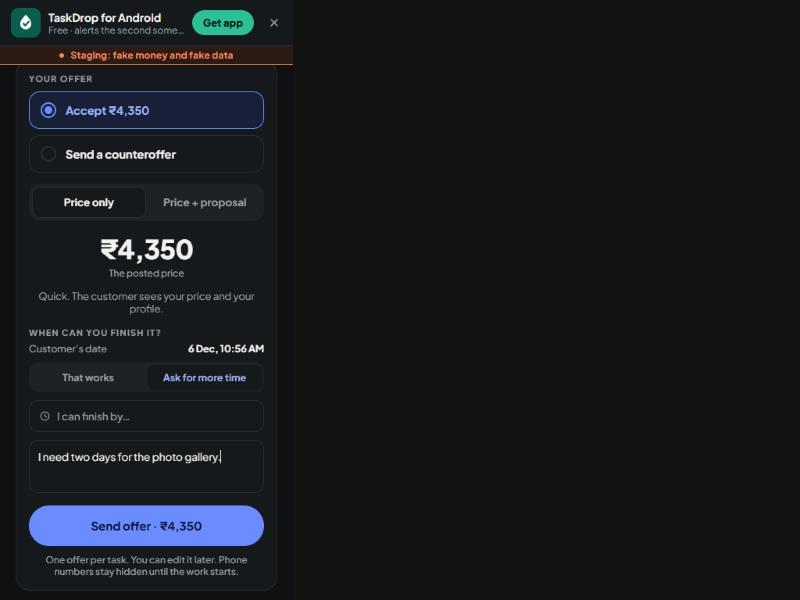 TaskDrop for Android
Free · alerts the second some...
Get app
Staging: fake money and fake data
YOUR OFFER
Accept ₹4,350
Send a counteroffer
Price only
Price + proposal
₹4,350
The posted price
Quick. The customer sees your price and your
profile.
WHEN CAN YOU FINISH IT?
Customer's date
6 Dec, 10:56 AM
That works
Ask for more time
I can finish by...
I need two days for the photo gallery.
Send offer · ₹4,350
One offer per task. You can edit it later. Phone
numbers stay hidden until the work starts.